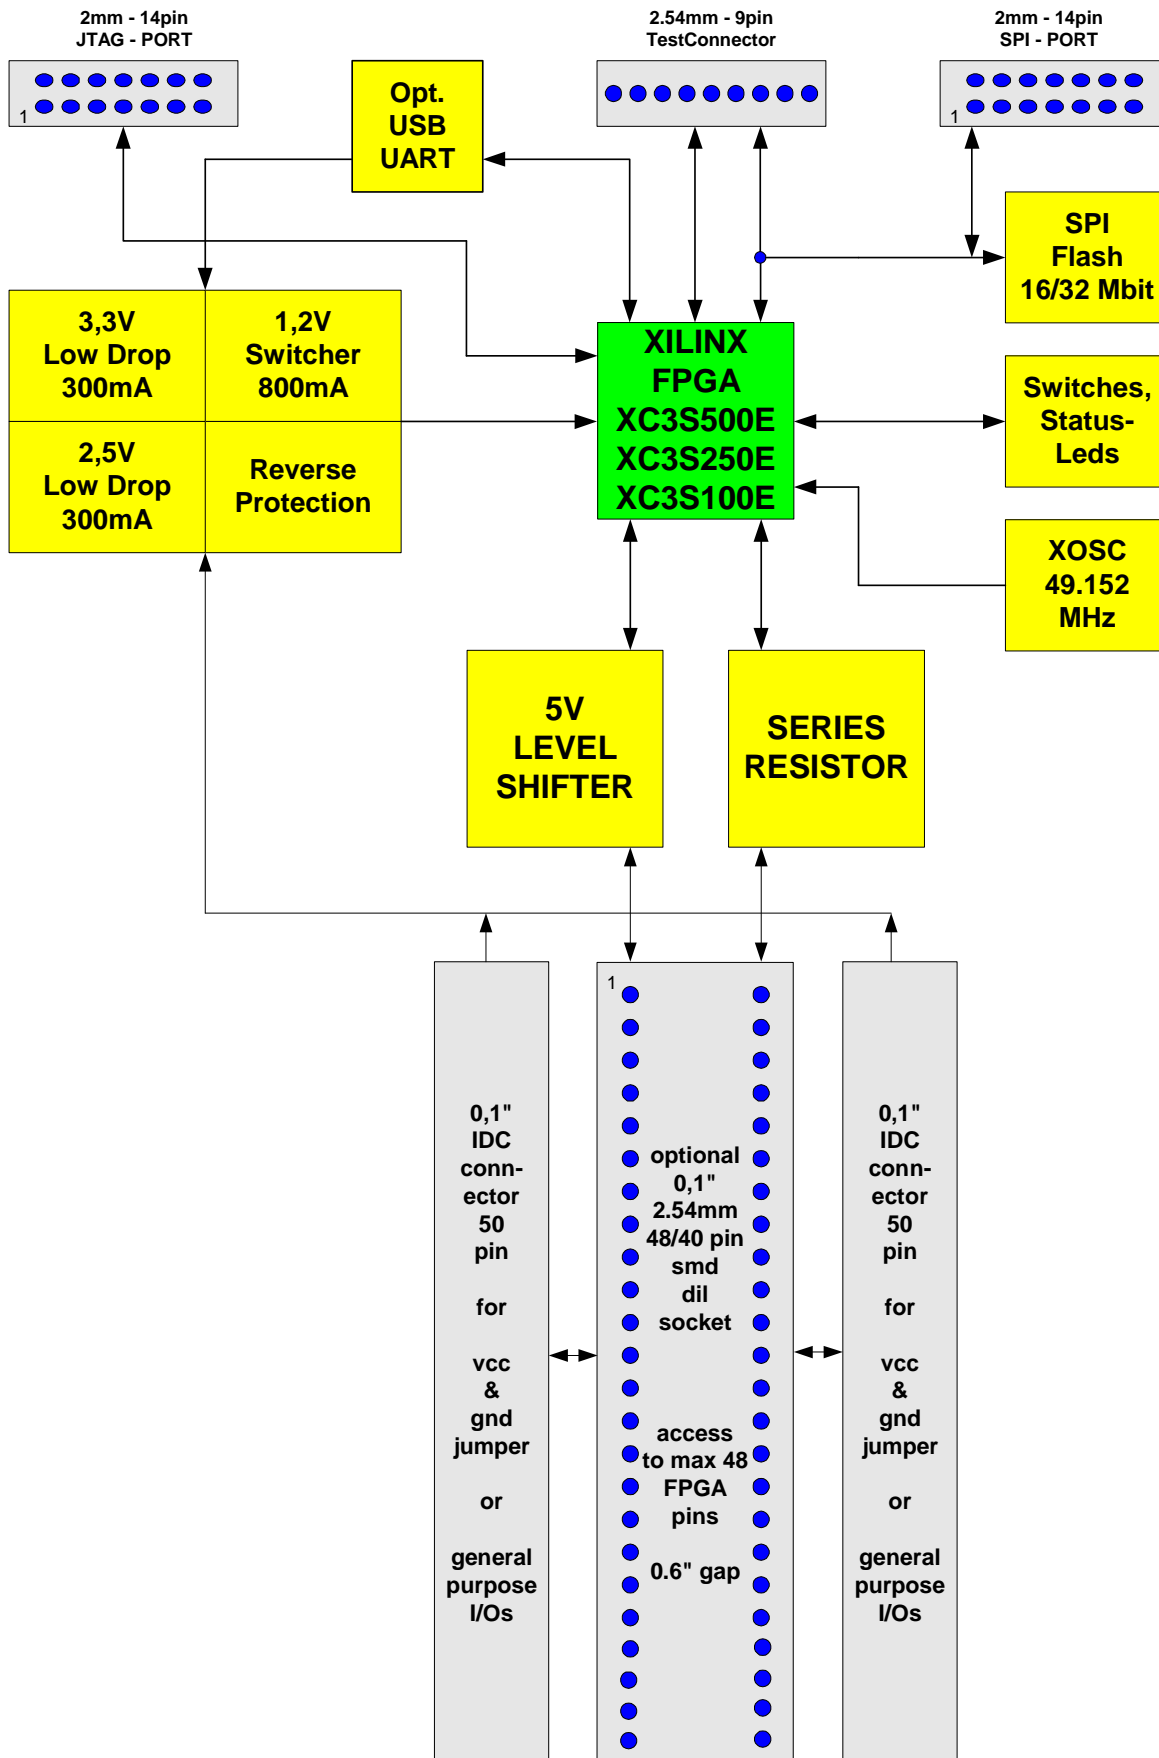 2mm - 14pin
JTAG - PORT
2.54mm - 9pin
TestConnector
2mm - 14pin
SPI - PORT
1
Opt.
USB
UART
1
SPI
Flash
16/32 Mbit
3,3V
Low Drop
300mA
1,2V
Switcher
800mA
2,5V
Low Drop
300mA
Reverse
Protection
XILINX
FPGA
XC3S500E
XC3S250E
XC3S100E
Switches,
Status-
Leds
XOSC
49.152
MHz
5V
LEVEL
SHIFTER
SERIES
RESISTOR
0,1"
IDC
conn-
ector
50
pin
for
vcc
&
gnd
jumper
or
general
purpose
I/Os
1
optional
0,1"
2.54mm
48/40 pin
smd
dil
socket
access
to max 48
FPGA
pins
0.6" gap
0,1"
IDC
conn-
ector
50
pin
for
vcc
&
gnd
jumper
or
general
purpose
I/Os